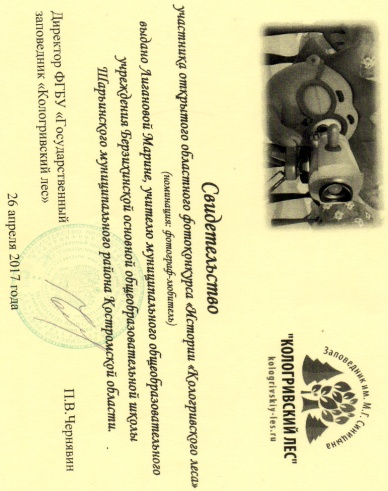 Заповедник им. М.Г. Синицына
"КОЛОГРИВСКИЙ ЛЕС"
kologrivskiy-les.ru
Свидетельство
участника открытого областного фотоконкурса «Истории «Кологривского леса»
(номинация: фотограф-любитель)
выдано Лигановой Марине, учителю муниципального общеобразовательного
учреждения Берзихинской основной общеобразовательной школы
Шарьинского муниципального района Костромской области.
Директор ФГБУ «Государственный
заповедник «Кологривский лес»
П.В. Чернявин
26 апреля 2017 года